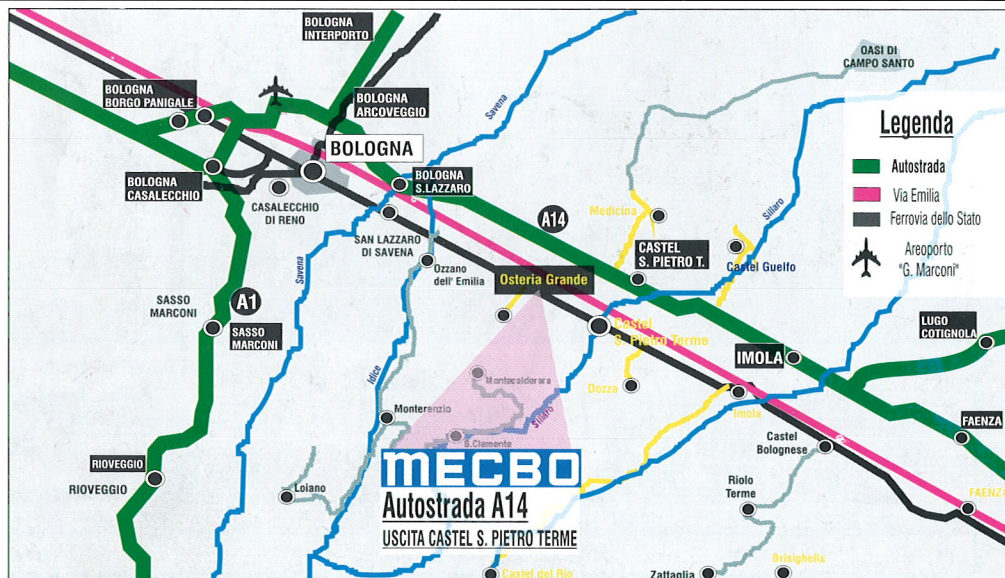 BOLOGNA
INTERPORTO
OASI DI
CAMPO SANTO
BOLOGNA
BORGO PANIGALE
BOLOGNA
ARCOVEGGIO
Savena
Legenda
Autostrada
Via Emilia
Ferrovia dello Stato
Areoporto
"G. Marconi"
BOLOGNA
BOLOGNA
CASALECCHIO
CASALECCHIO
DI RENO
BOLOGNA
S.LAZZARO
SAN LAZZARO
DI SAVENA
A14
Medicina
Sillaro
CASTEL
S. PIETRO T.
Castel Guelfo
Savena
Ozzano
dell' Emilia
Osteria Grande
SASSO
MARCONI
A1
SASSO
MARCONI
Castel
S. Pietro Terme
LUGO
COTIGNOLA
IMOLA
Idice
Montecalderara
Dozza
Imola
Monterenzio
Sillaro
S.Clemente
FAENZA
Castel
Bolognese
RIOVEGGIO
RIOVEGGIO
Loiano
MECBO
Autostrada A14
USCITA CASTEL S. PIETRO TERME
Riolo
Terme
FAENZA
Castel del Rio
Zattaglia
Brisighella